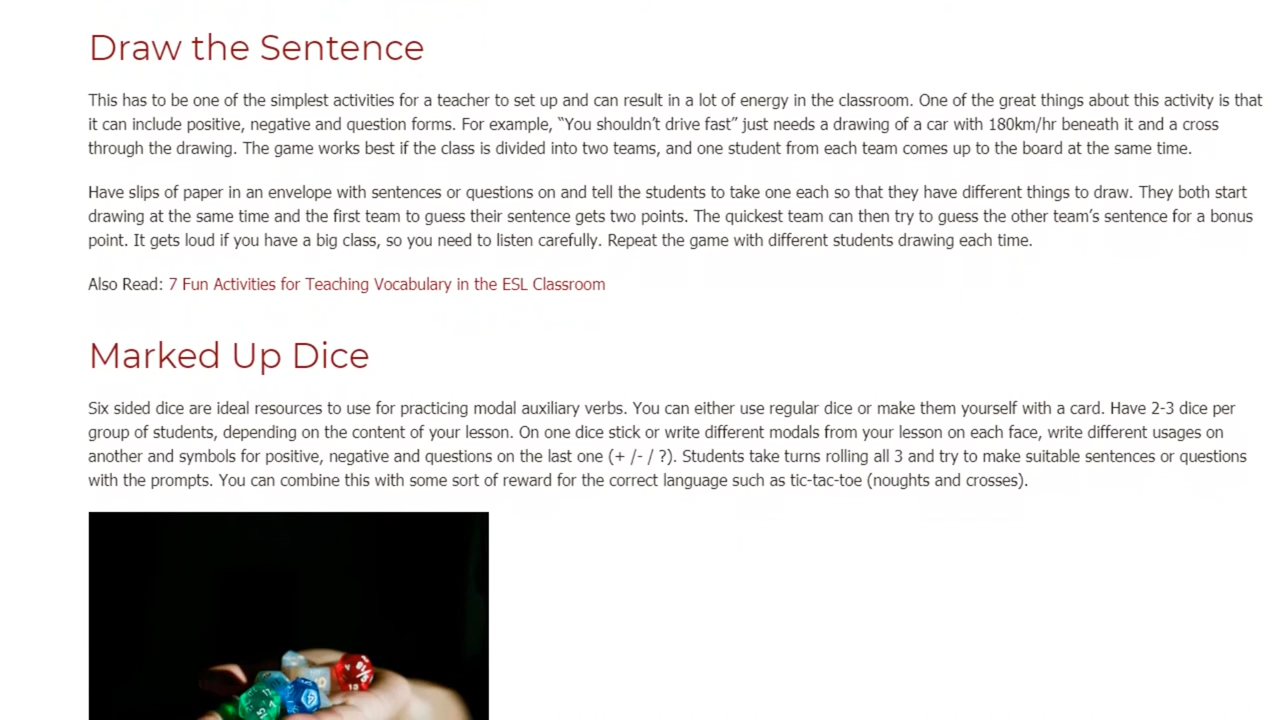 Draw the Sentence
This has to be one of the simplest activities for a teacher to set up and can result in a lot of energy in the classroom. One of the great things about this activity is that
it can include positive, negative and question forms. For example, “You shouldn’t drive fast” just needs a drawing of a car with 180km/hr beneath it and a cross
through the drawing. The game works best if the class is divided into two teams, and one student from each team comes up to the board at the same time.
Have slips of paper in an envelope with sentences or questions on and tell the students to take one each so that they have different things to draw. They both start
drawing at the same time and the first team to guess their sentence gets two points. The quickest team can then try to guess the other team’s sentence for a bonus
point. It gets loud if you have a big class, so you need to listen carefully. Repeat the game with different students drawing each time.
Also Read: 7 Fun Activities for Teaching Vocabulary in the ESL Classroom
Marked Up Dice
Six sided dice are ideal resources to use for practicing modal auxiliary verbs. You can either use regular dice or make them yourself with a card. Have 2-3 dice per
group of students, depending on the content of your lesson. On one dice stick or write different modals from your lesson on each face, write different usages on
another and symbols for positive, negative and questions on the last one (+ /- / ?). Students take turns rolling all 3 and try to make suitable sentences or questions
with the prompts. You can combine this with some sort of reward for the correct language such as tic-tac-toe (noughts and crosses).